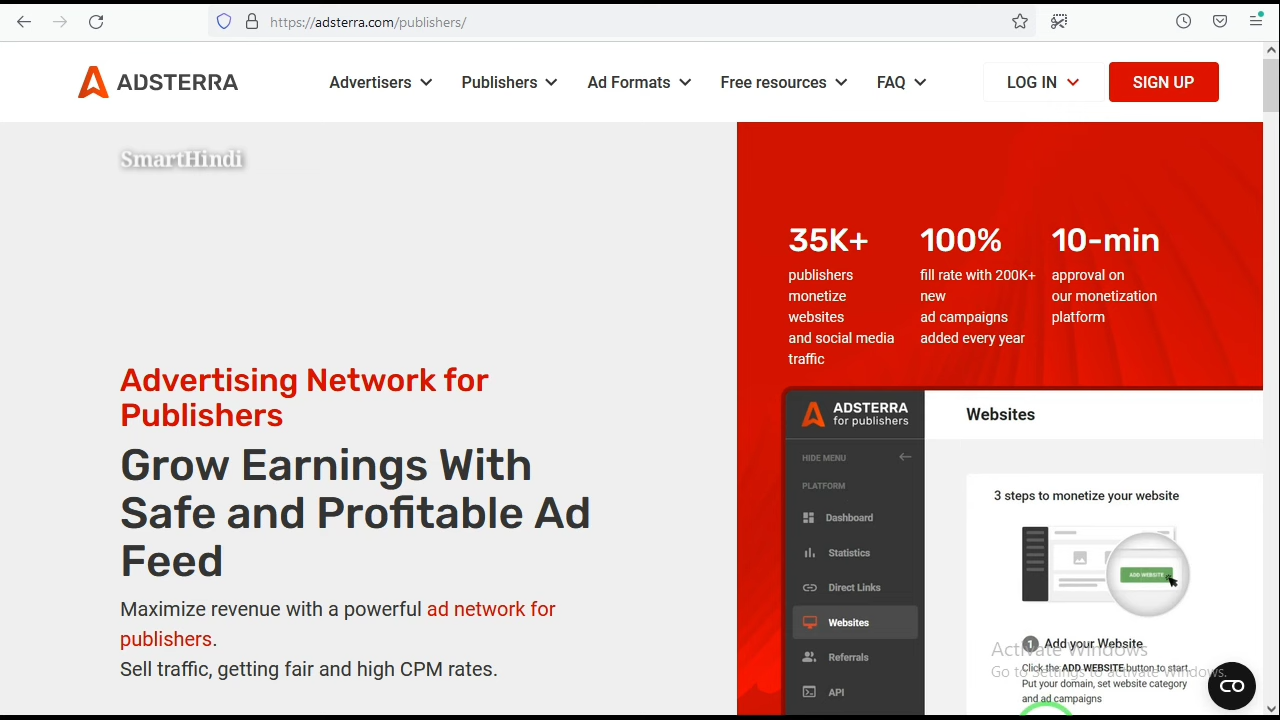 https://adsterra.com/publishers/
ADSTERRA
Advertisers
Publishers
Ad Formats
Free resources
FAQ
LOG IN
SIGN UP
SmartHindi
Advertising Network for
Publishers
Grow Earnings With
Safe and Profitable Ad
Feed
Maximize revenue with a powerful ad network for
publishers.
Sell traffic, getting fair and high CPM rates.
35K+
publishers
monetize
websites
and social media
traffic
100%
fill rate with 200K+
new
ad campaigns
added every year
10-min
approval on
our monetization
platform
ADSTERRA
for publishers
HIDE MENU
PLATFORM
Dashboard
Statistics
Direct Links
Websites
Referrals
API
Websites
3 steps to monetize your website
ADD WEBSITE
1 Add your Website
Click the ADD WEBSITE button to start.
Put your domain, set website category
and ad campaigns
Activate Windows
Go to Settings to activate Windows.